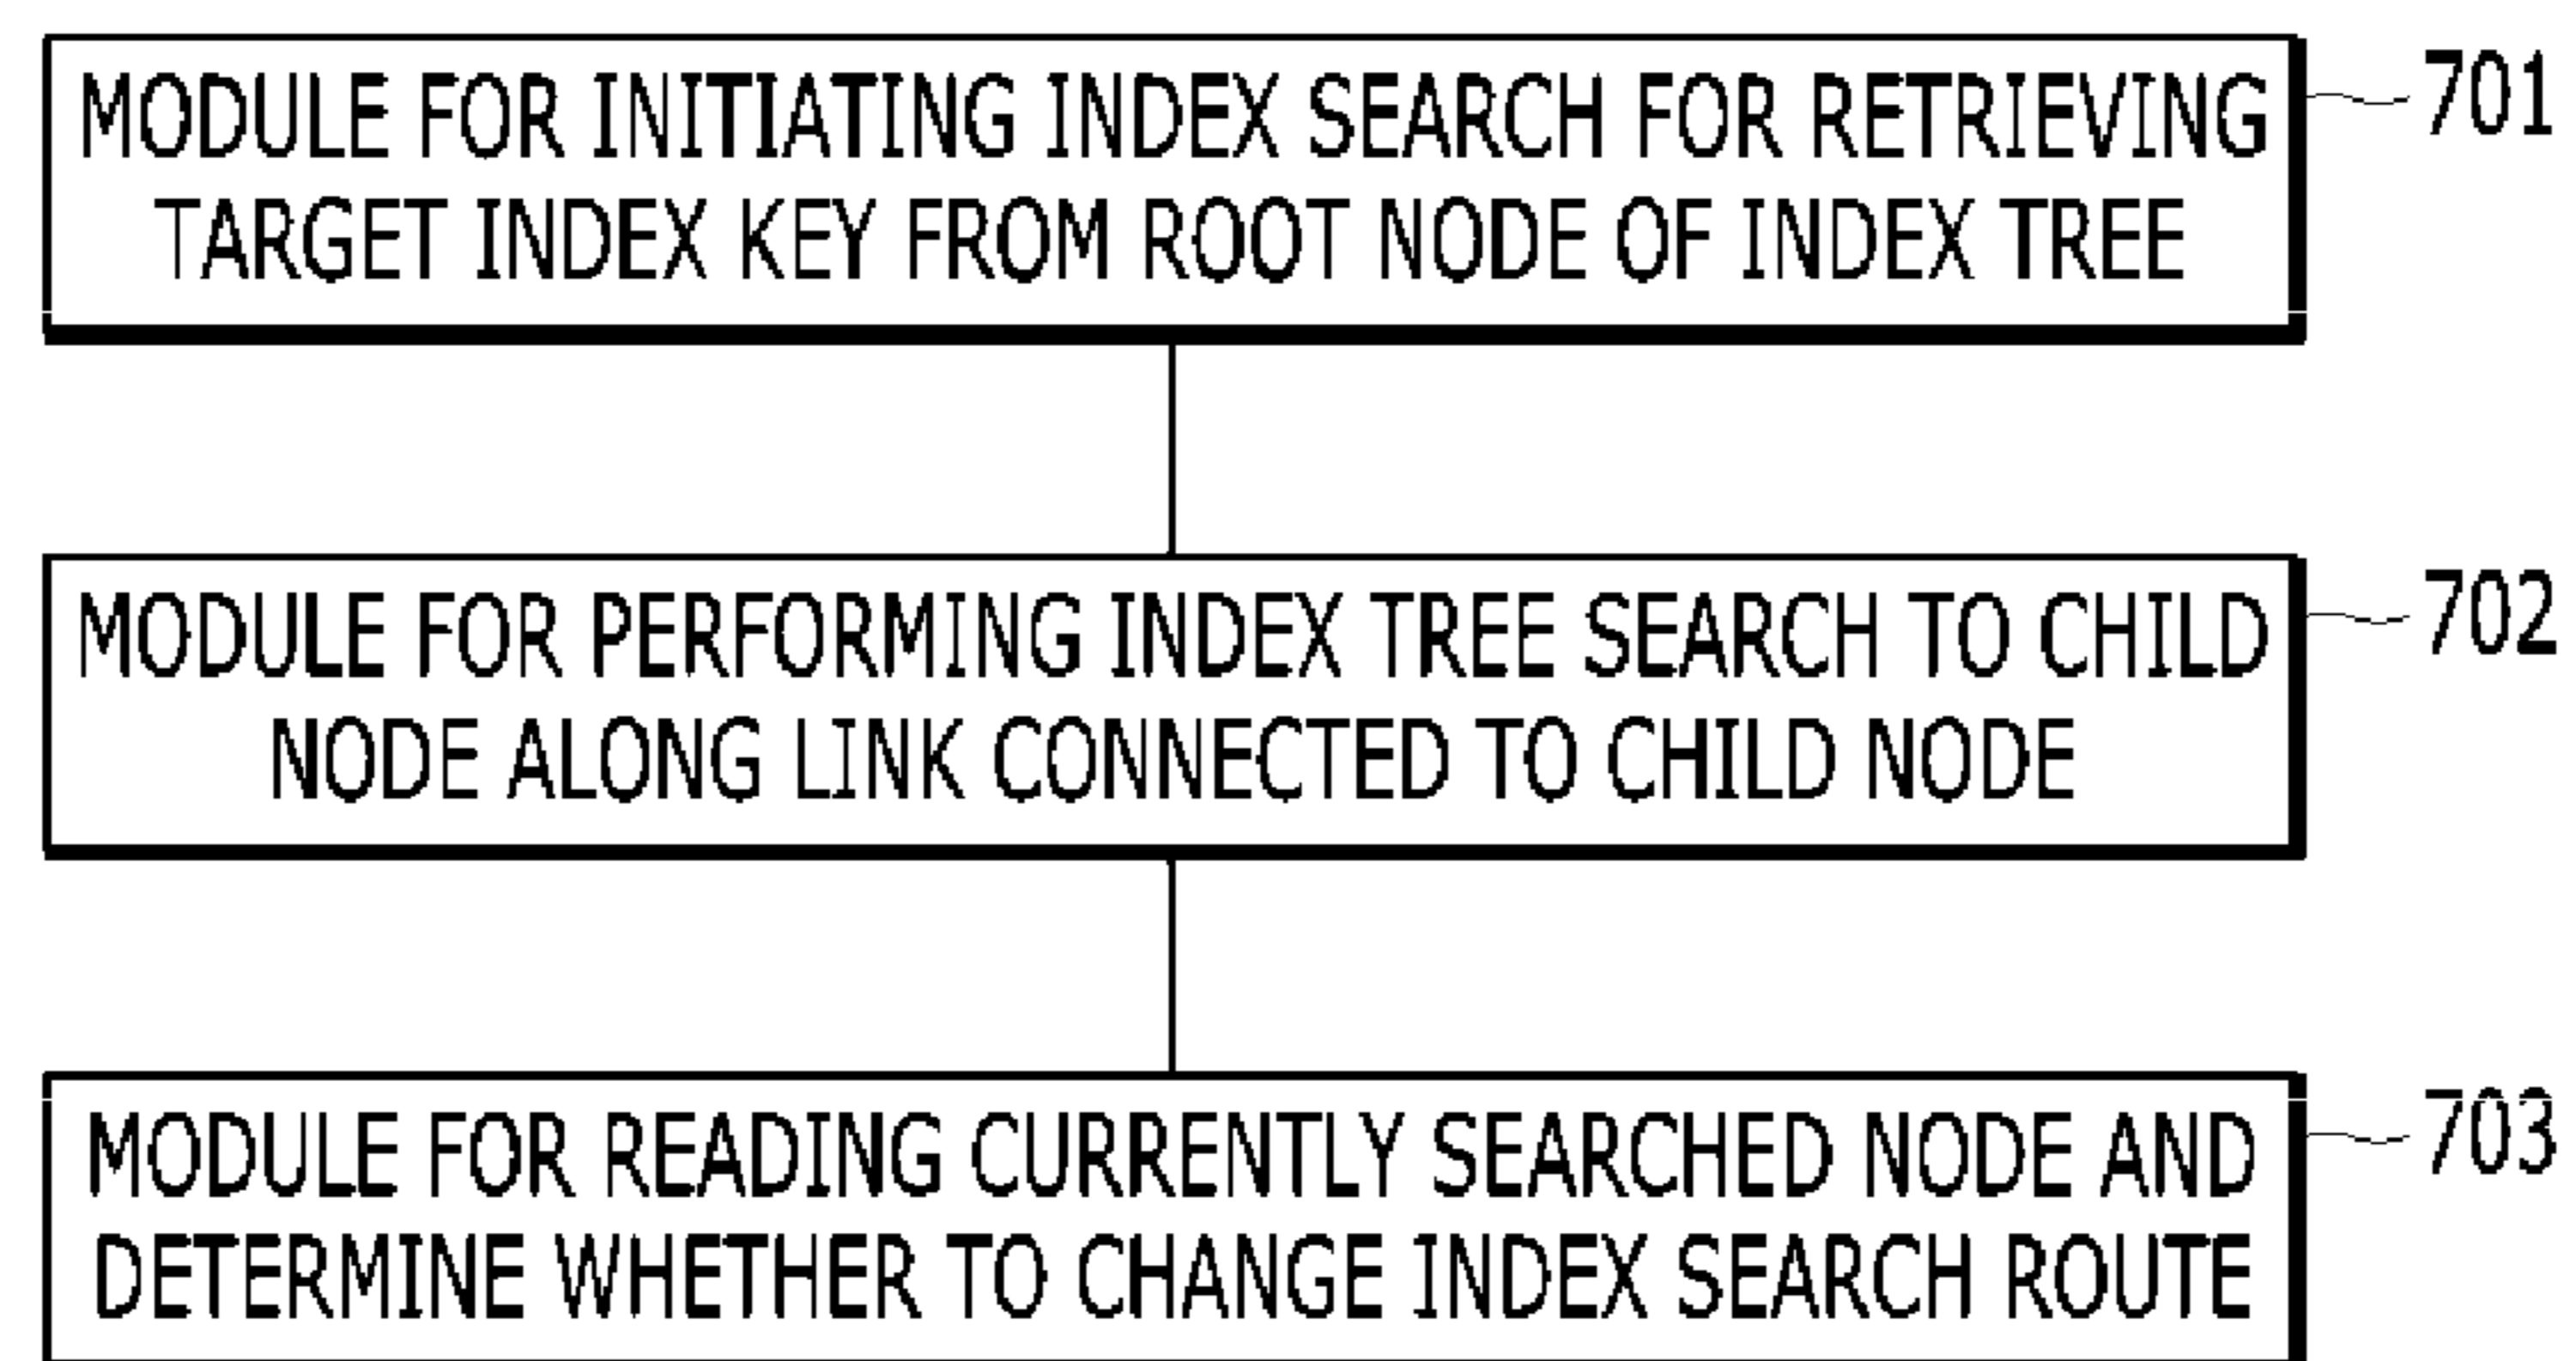 MODULE FOR INITIATING INDEX SEARCH FOR RETRIEVING
TARGET INDEX KEY FROM ROOT NODE OF INDEX TREE
701
MODULE FOR PERFORMING INDEX TREE SEARCH TO CHILD
NODE ALONG LINK CONNECTED TO CHILD NODE
702
MODULE FOR READING CURRENTLY SEARCHED NODE AND
DETERMINE WHETHER TO CHANGE INDEX SEARCH ROUTE
703